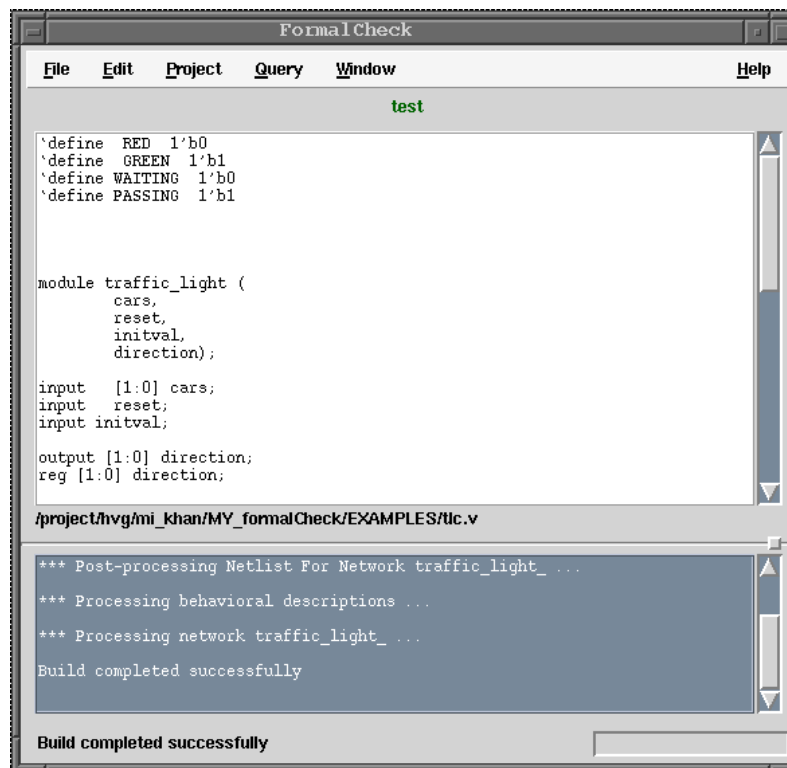 FormalCheck
File Edit Project Query Window Help
test
`define RED 1'b0
`define GREEN 1'b1
`define WAITING 1'b0
`define PASSING 1'b1
module traffic_light (
cars,
reset,
initval,
direction);
input [1:0] cars;
input reset;
input initval;
output [1:0] direction;
reg [1:0] direction;
/project/hvg/mi_khan/MY_formalCheck/EXAMPLES/tlc.v
*** Post-processing Netlist For Network traffic_light_ ...
*** Processing behavioral descriptions ...
*** Processing network traffic_light_ ...
Build completed successfully
Build completed successfully